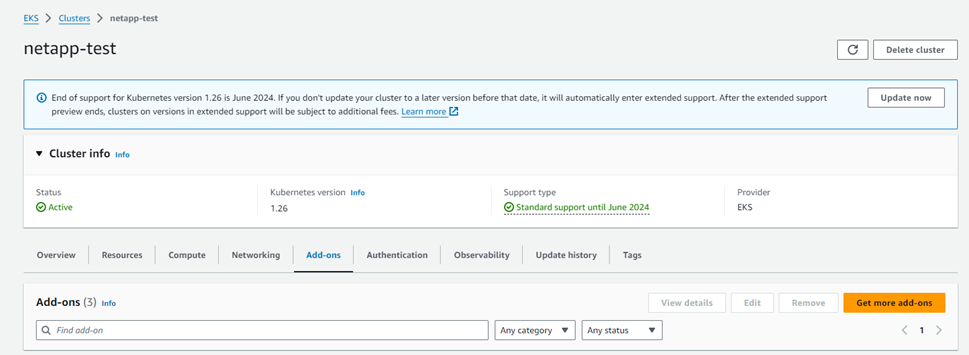 EKS > Clusters > netapp-test
netapp-test
Delete cluster
End of support for Kubernetes version 1.26 is June 2024. If you don't update your cluster to a later version before that date, it will automatically enter extended support. After the extended support
preview ends, clusters on versions in extended support will be subject to additional fees. Learn more
Update now
Cluster info Info
Status
Active
Kubernetes version Info
1.26
Support type
Standard support until June 2024
Provider
EKS
Overview Resources Compute Networking Add-ons Authentication Observability Update history Tags
Add-ons (3) Info
View details Edit Remove Get more add-ons
Find add-on Any category Any status < 1 >